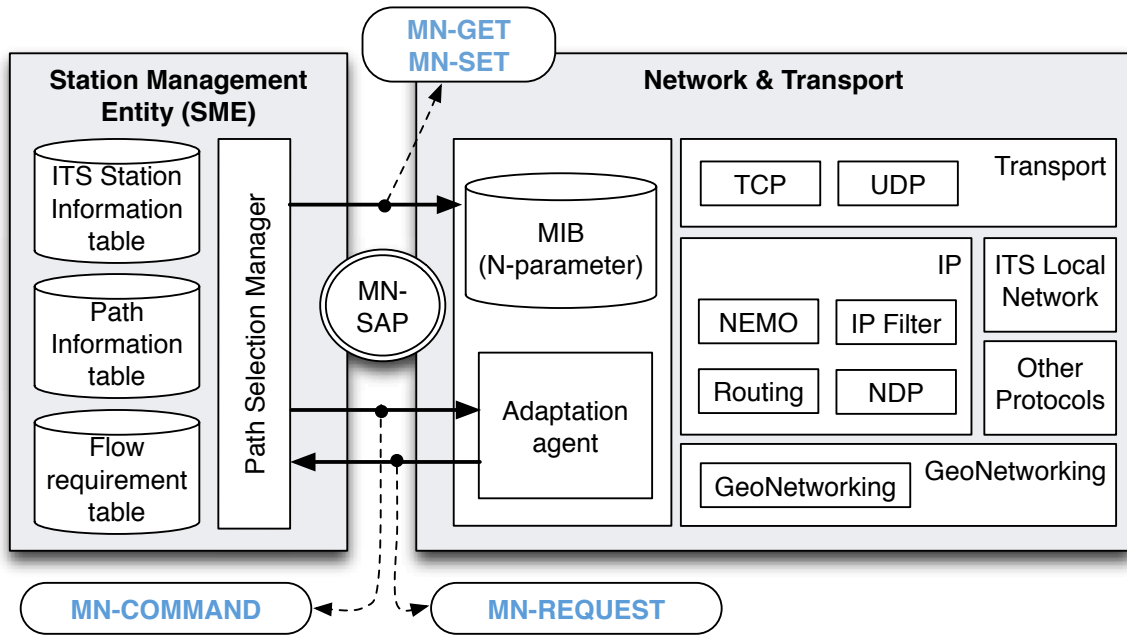 MN-GET
MN-SET
Station Management
Entity (SME)
ITS Station
Information
table
Path
Information
table
Flow
requirement
table
Path Selection Manager
MN-
SAP
Network & Transport
MIB
(N-parameter)
Adaptation
agent
Transport
TCP
UDP
IP
NEMO
IP Filter
Routing
NDP
ITS Local
Network
Other
Protocols
GeoNetworking
GeoNetworking
MN-COMMAND
MN-REQUEST